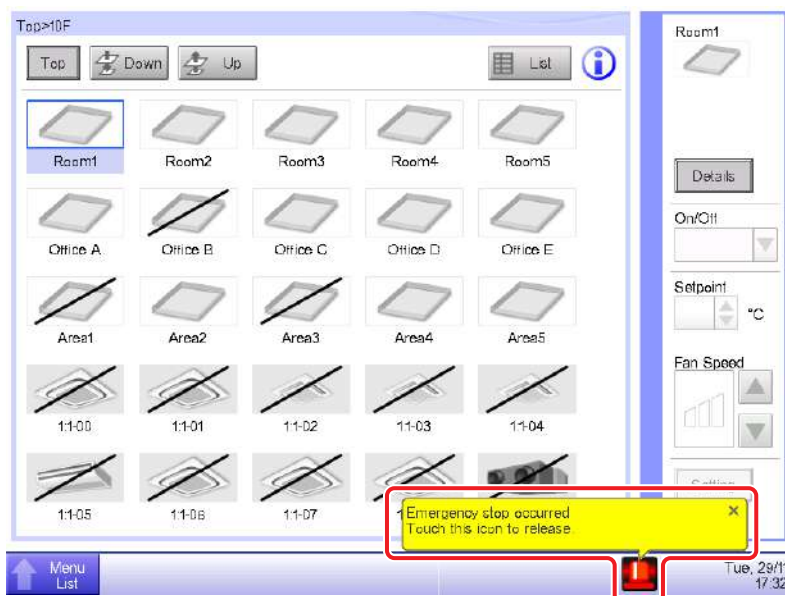 Top>10F
Top
Down
Up
List
Room1
Room2
Room3
Room4
Room5
Office A
Office B
Office C
Office D
Office E
Area1
Area2
Area3
Area4
Area5
1:1-00
1:1-01
1:1-02
1:1-03
1:1-04
1:1-05
1:1-06
1:1-07
Room1
Details
On/Off
Setpoint
°C
Fan Speed
Emergency stop occurred
Touch this icon to release.
Menu
List
Tue, 29/11
17:32